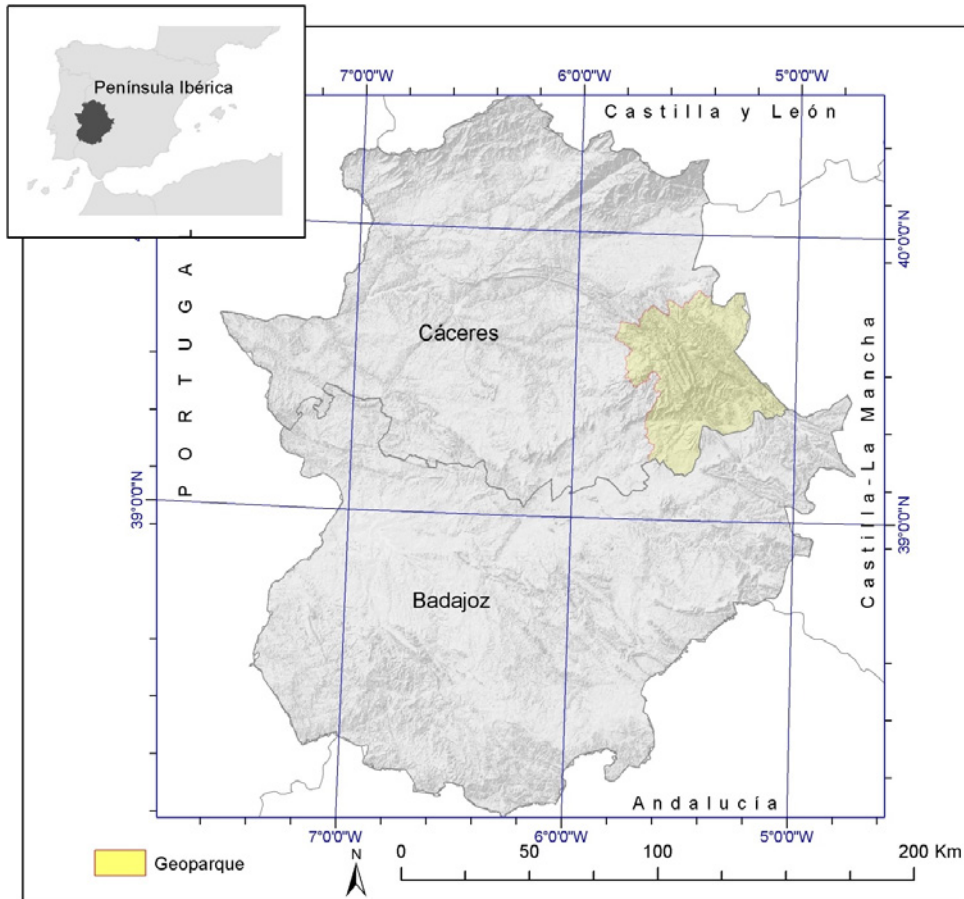 Península Ibérica
7°0'0"W
6°0'0"W
5°0'0"W
Castilla y León
40°0'0"N
PORTUGA
Cáceres
Castilla-La Mancha
39°0'0"N
39°0'0"N
Badajoz
Andalucía
7°0'0"W
6°0'0"W
5°0'0"W
Geoparque
N
0
50
100
200 Km